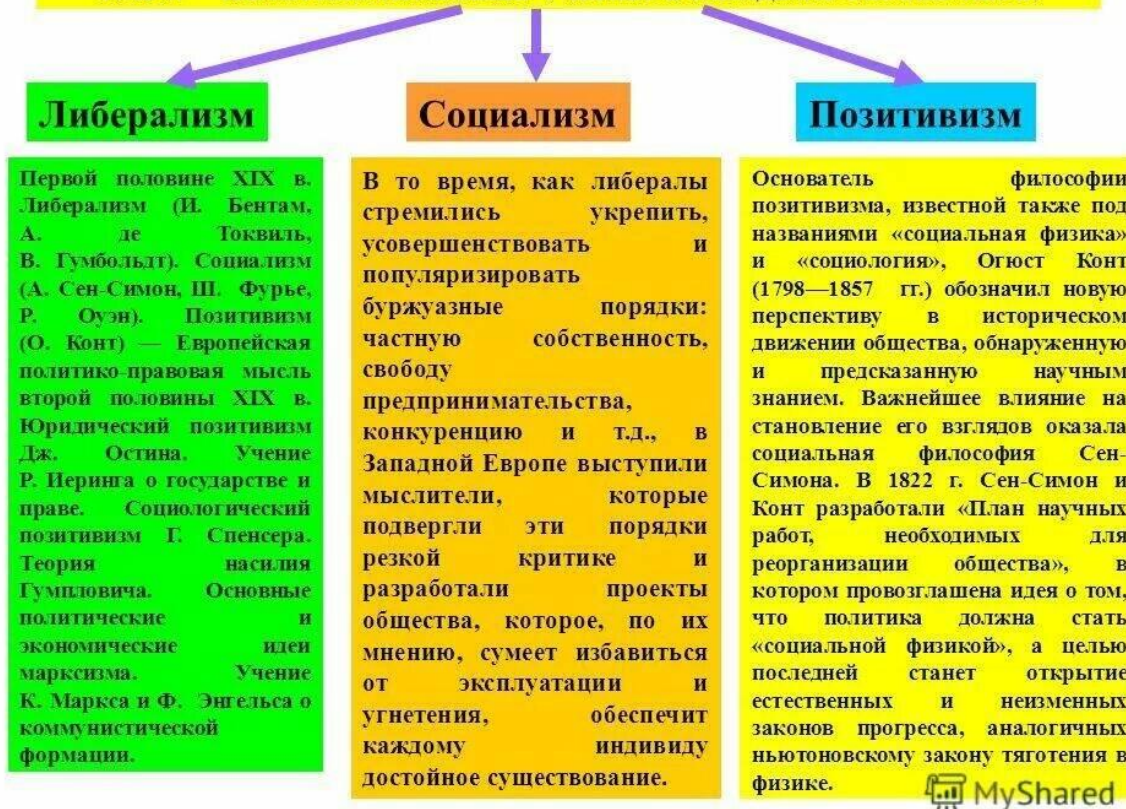 Либерализм
Социализм
Позитивизм
Первой половине XIX в.
Либерализм (И. Бентам,
А. де Токвиль,
В. Гумбольдт). Социализм
(А. Сен-Симон, Ш. Фурье,
Р. Оуэн). Позитивизм
(О. Конт) — Европейская
политико-правовая мысль
второй половины XIX в.
Юридический позитивизм
Дж. Остина. Учение
Р. Иеринга о государстве и
праве. Социологический
позитивизм Г. Спенсера.
Теория насилия
Гумпловича. Основные
политические и
экономические идеи
марксизма. Учение
К. Маркса и Ф. Энгельса о
коммунистической
формации.
В то время, как либералы
стремились укрепить,
усовершенствовать и
популяризировать
буржуазные порядки:
частную собственность,
свободу
предпринимательства,
конкуренцию и т.д., в
Западной Европе выступили
мыслители, которые
подвергли эти порядки
резкой критике и
разработали проекты
общества, которое, по их
мнению, сумеет избавиться
от эксплуатации и
угнетения, обеспечит
каждому индивиду
достойное существование.
Основатель философии
позитивизма, известной также под
названиями «социальная физика»
и «социология», Огюст Конт
(1798—1857 гг.) обозначил новую
перспективу в историческом
движении общества, обнаруженную
и предсказанную научным
знанием. Важнейшее влияние на
становление его взглядов оказала
социальная философия Сен-
Симона. В 1822 г. Сен-Симон и
Конт разработали «План научных
работ, необходимых для
реорганизации общества», в
котором провозглашена идея о том,
что политика должна стать
«социальной физикой», а целью
последней станет открытие
естественных и неизменных
законов прогресса, аналогичных
ньютоновскому закону тяготения в
физике.
MyShared